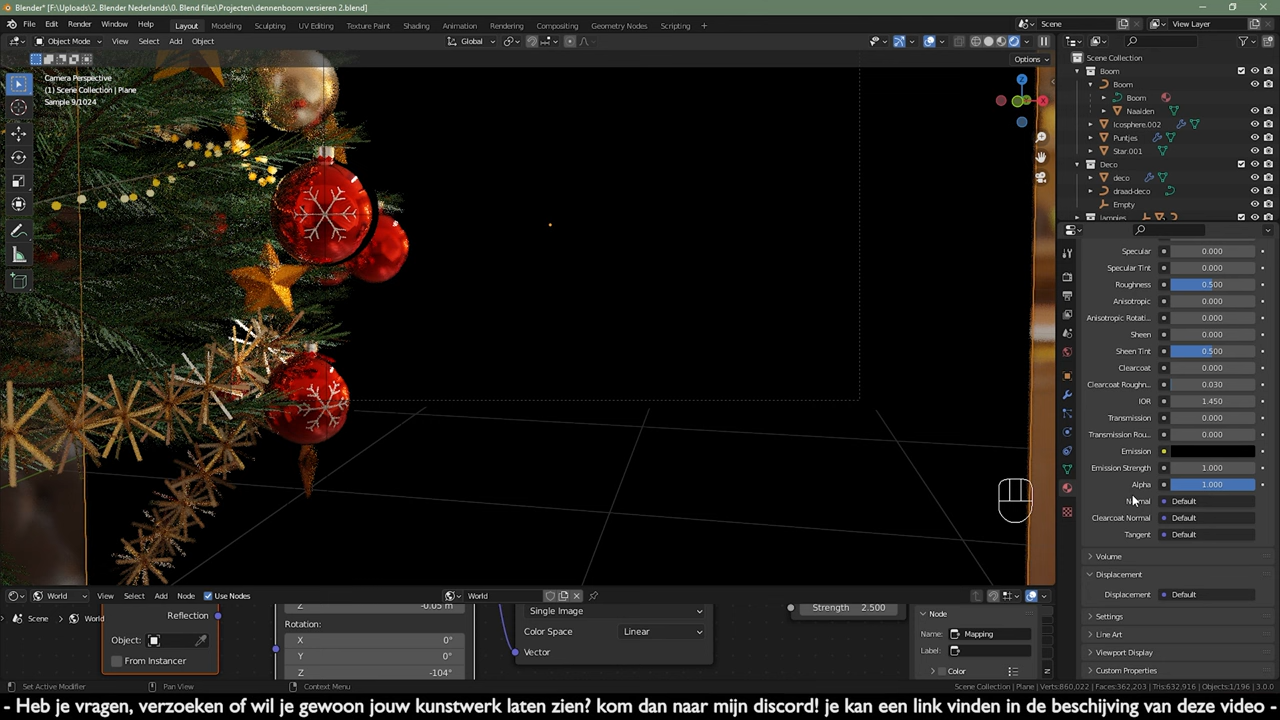 Blender* [F:\Uploads\2. Blender Nederlands\0. Blend files\Projecten\dennenboom versieren 2.blend]
File Edit Render Window Help Layout Modeling Sculpting UV Editing Texture Paint Shading Animation Rendering Compositing Geometry Nodes Scripting + Scene View Layer
Object Mode View Select Add Object Global
Options
Camera Perspective
(1) Scene Collection | Plane
Sample 9/1024
Z
X
Scene Collection
Boom
Boom
Boom
Naalden
Icosphere.002
Puntjes
Star.001
Deco
deco
draad-deco
Empty
lampjes
Specular 0.000
Specular Tint 0.000
Roughness 0.500
Anisotropic 0.000
Anisotropic Rotati... 0.000
Sheen 0.000
Sheen Tint 0.500
Clearcoat 0.000
Clearcoat Roughn... 0.030
IOR 1.450
Transmission 0.000
Transmission Rou... 0.000
Emission
Emission Strength 1.000
Alpha 1.000
Normal Default
Clearcoat Normal Default
Tangent Default
Volume
Displacement
Displacement Default
Settings
Line Art
Viewport Display
Custom Properties
World View Select Add Node Use Nodes World
Scene World
Reflection
Object:
From Instancer
Z -0.05 m
Rotation:
X 0°
Y 0°
Z -104°
Single Image
Color Space Linear
Vector
Strength 2.500
Node
Name: Mapping
Label:
Color
Set Active Modifier Pan View Context Menu Scene Collection | Plane | Verts:860,022 | Faces:362,203 | Tris:632,916 | Objects:1/196 | 3.0.0
- Heb je vragen, verzoeken of wil je gewoon jouw kunstwerk laten zien? kom dan naar mijn discord! je kan een link vinden in de beschrijving van deze video -